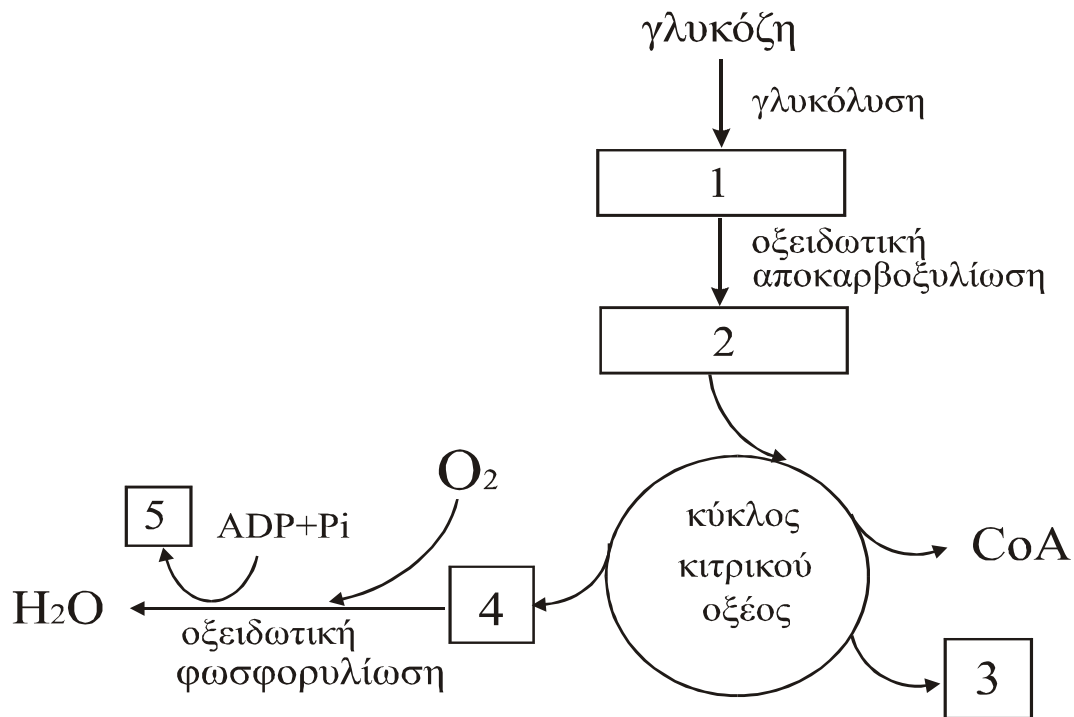 γλυκόζη
γλυκόλυση
1
οξειδωτική
αποκαρβοξυλίωση
2
κύκλος
κιτρικού
οξέος
CoA
3
O2
4
5
ADP+Pi
H2O
οξειδωτική
φωσφορυλίωση